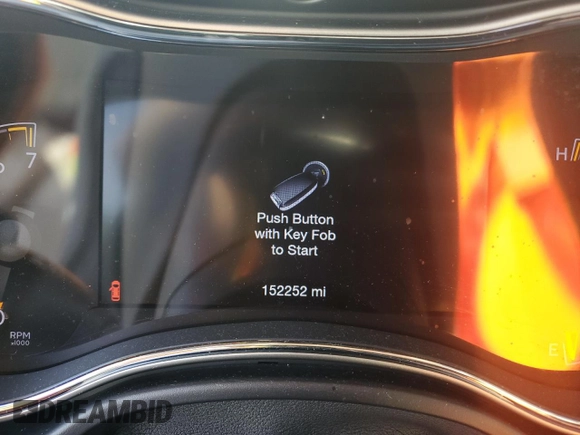 7
H
Push Button
with Key Fob
to Start
152252 mi
RPM
x1000
E
DREAMBID